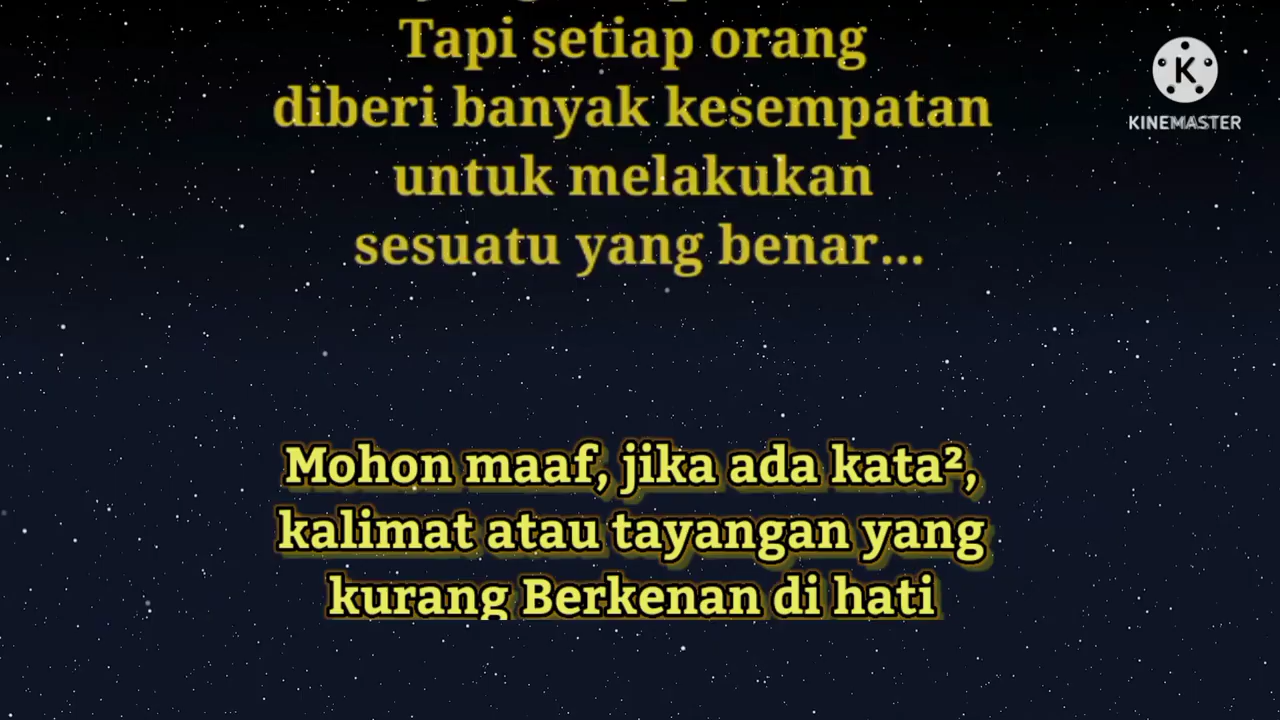 Tapi setiap orang
diberi banyak kesempatan
untuk melakukan
sesuatu yang benar...
Mohon maaf, jika ada kata²,
kalimat atau tayangan yang
kurang Berkenan di hati
K
KINEMASTER